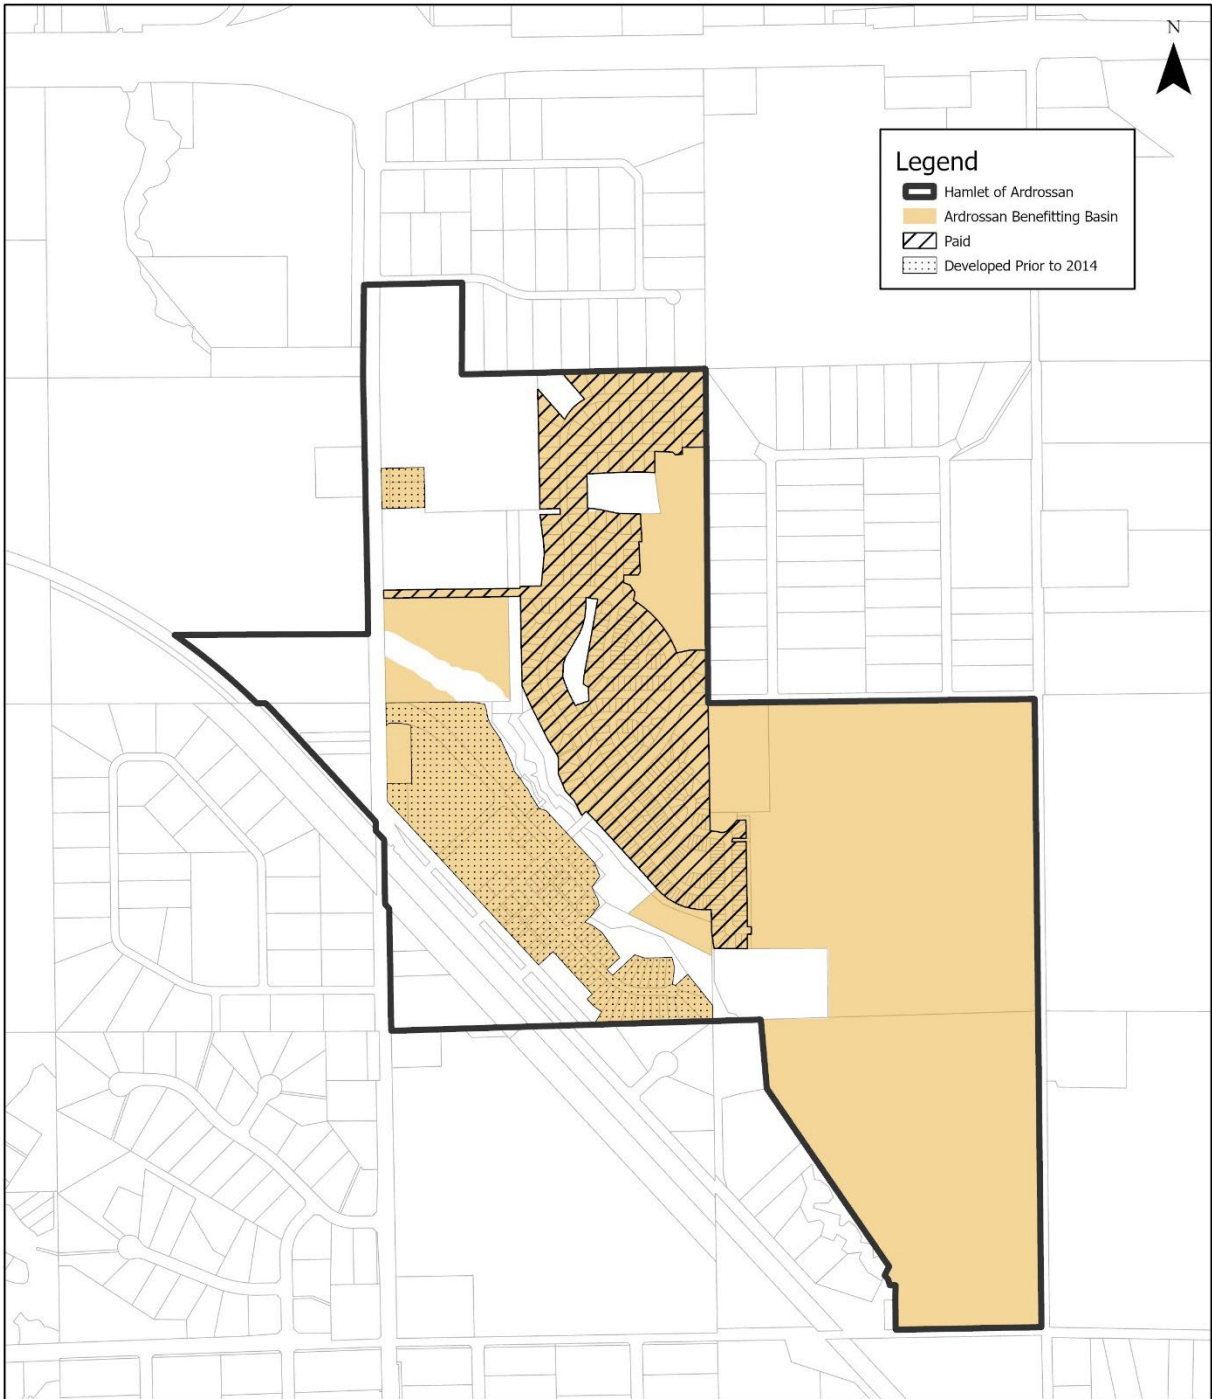 N
Legend
Hamlet of Ardrossan
Ardrossan Benefitting Basin
Paid
Developed Prior to 2014